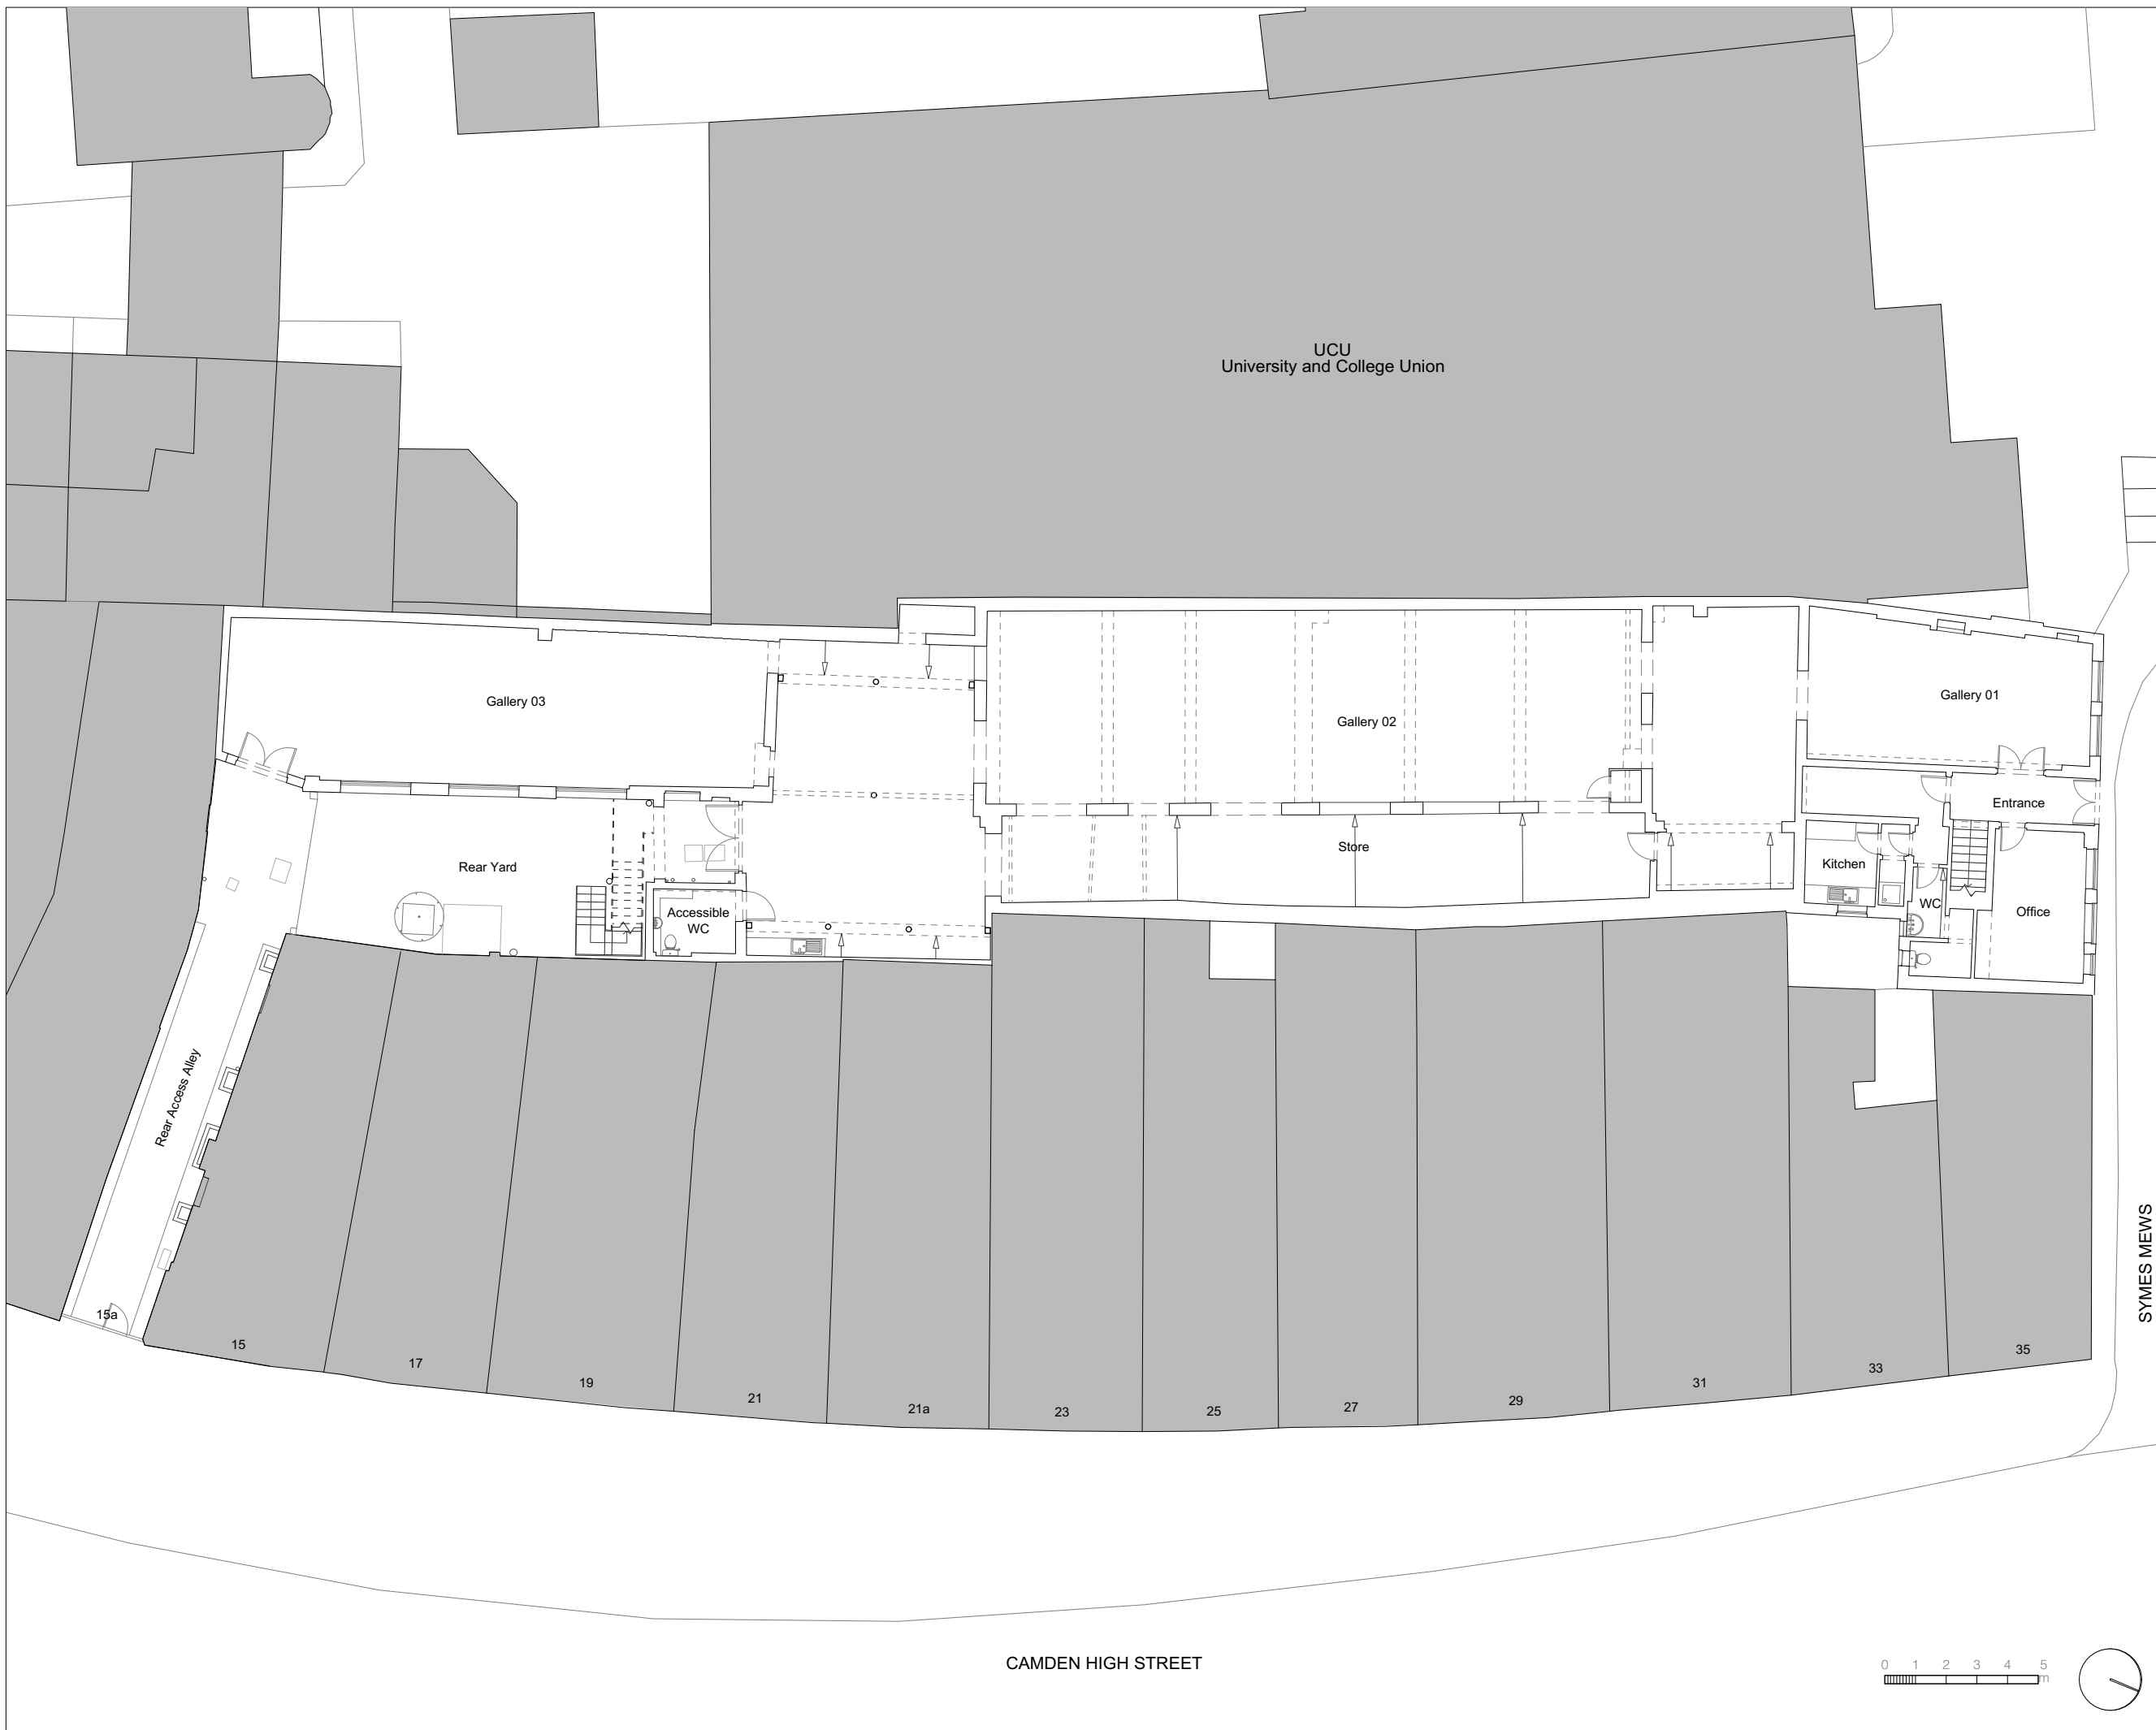 UCU
University and College Union
Gallery 03
Gallery 02
Gallery 01
Entrance
Store
Kitchen
Rear Yard
WC
Office
Accessible
WC
Rear Access Alley
15a
15
17
19
21
21a
23
25
27
29
31
33
35
SYMES MEWS
CAMDEN HIGH STREET
0 1 2 3 4 5
m